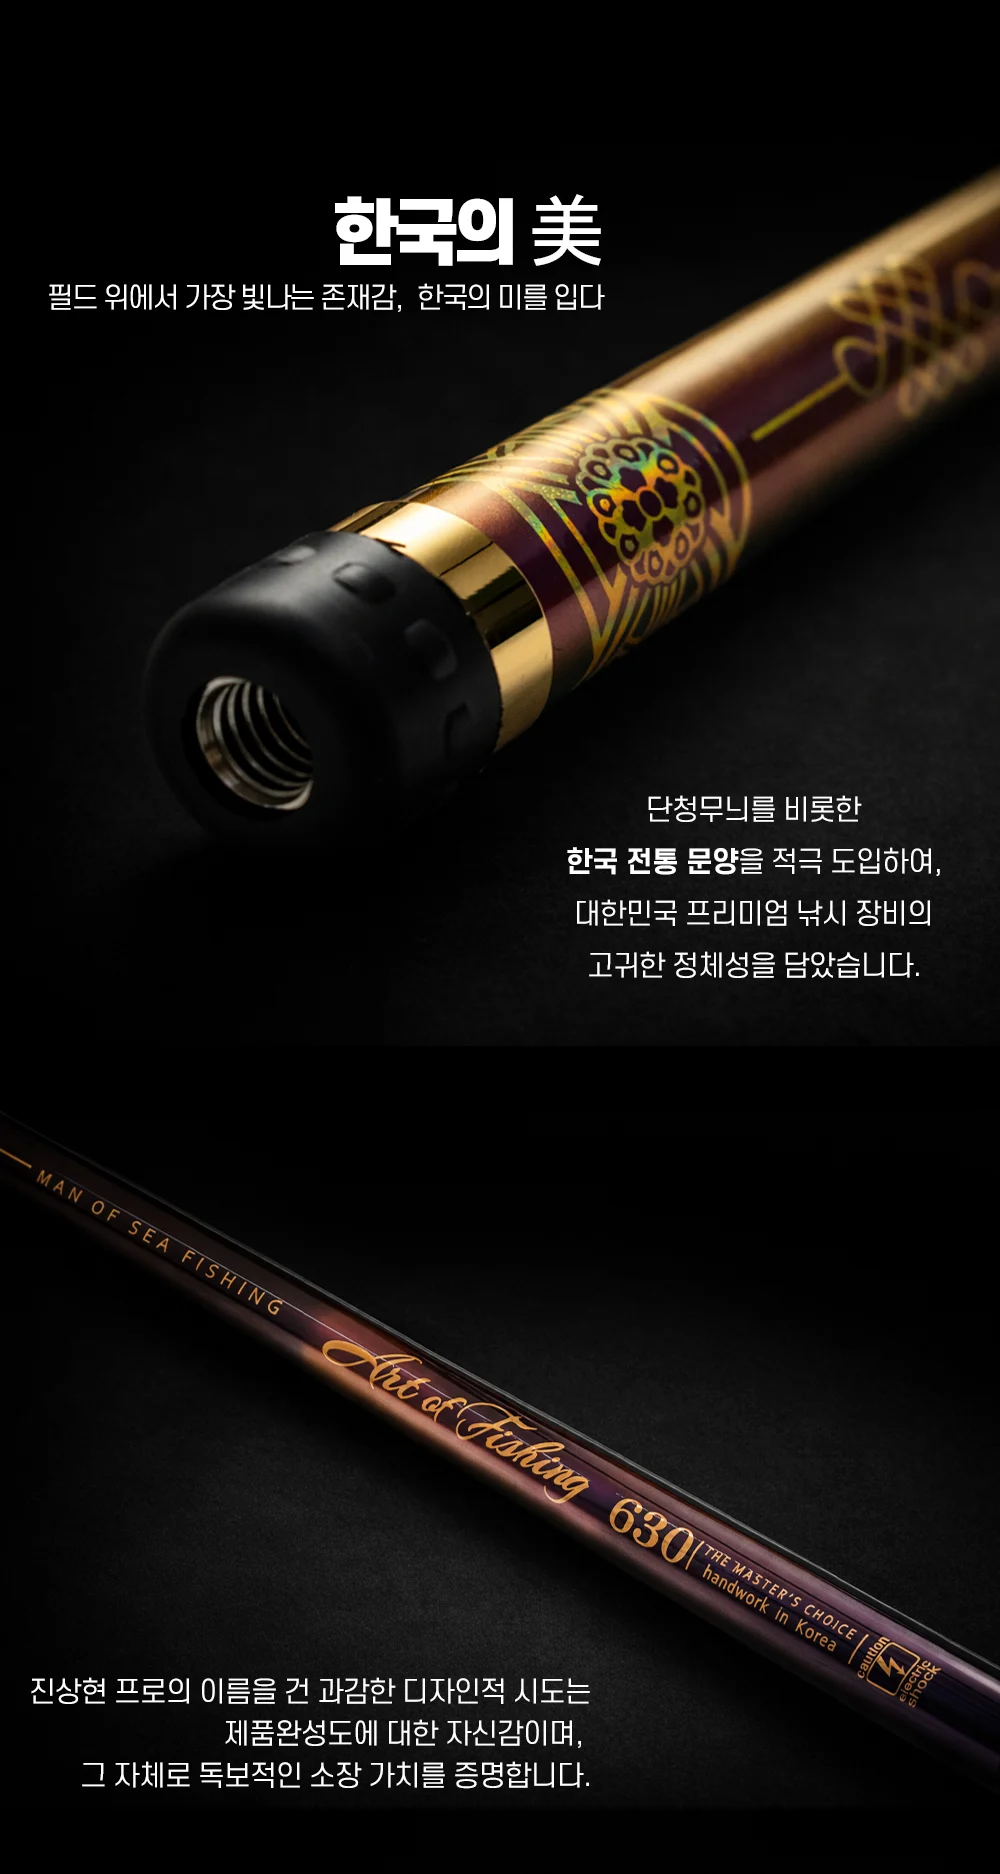 한국의 美
필드 위에서 가장 빛나는 존재감, 한국의 미를 입다
단청무늬를 비롯한
한국 전통 문양을 적극 도입하여,
대한민국 프리미엄 낚시 장비의
고귀한 정체성을 담았습니다.
MAN OF SEA FISHING
Art of Fishing 630
THE MASTER'S CHOICE
handwork in Korea
caution
electric
shock
진상현 프로의 이름을 건 과감한 디자인적 시도는
제품완성도에 대한 자신감이며,
그 자체로 독보적인 소장 가치를 증명합니다.